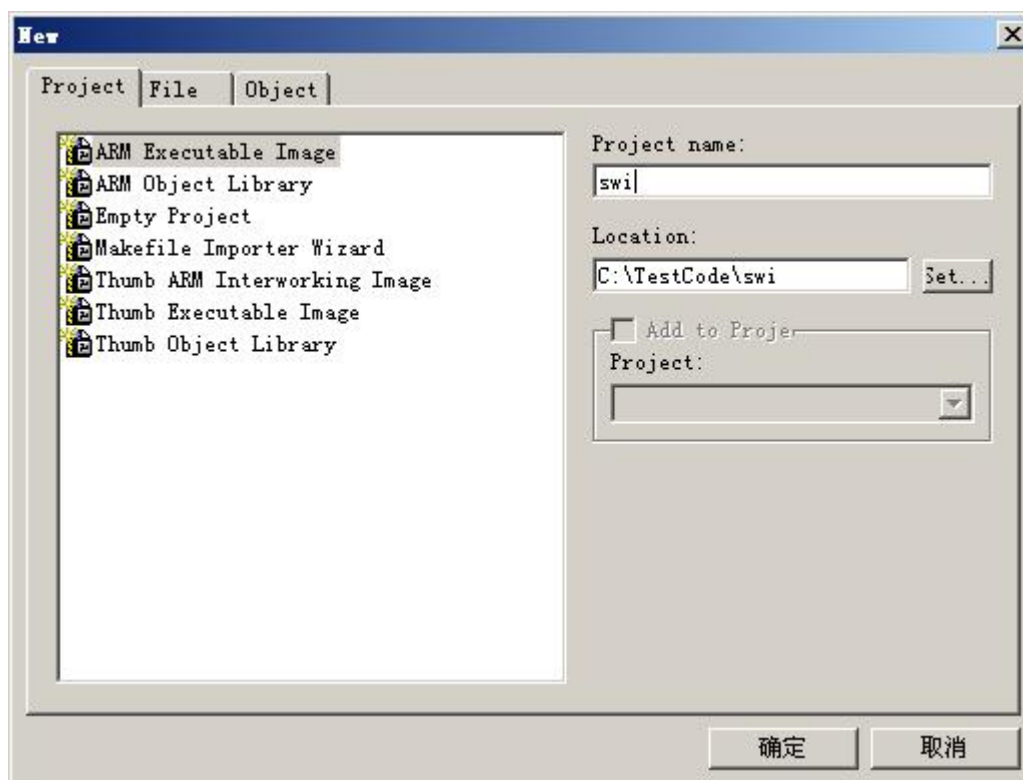 New
Project File Object
ARM Executable Image
ARM Object Library
Empty Project
Makefile Importer Wizard
Thumb ARM Interworking Image
Thumb Executable Image
Thumb Object Library
Project name:
swi
Location:
C:\TestCode\swi
Set...
Add to Proje
Project:
确定 取消